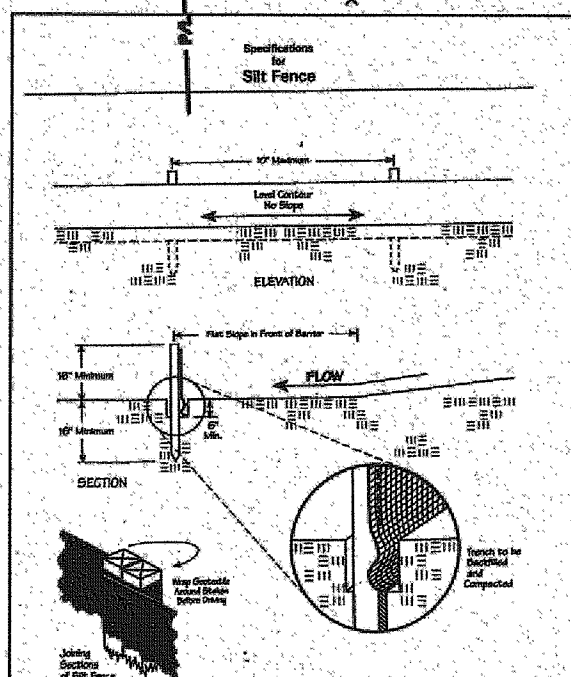 P/L
Specifications
for
Silt Fence
10' Maximum
Level Contour
No Slope
ELEVATION
Flat Slope in Front of Barrier
16" Minimum
FLOW
16" Minimum
6"
Min.
SECTION
Trench to be
Backfilled
and
Compacted
Wrap Geotextile
Around Stakes
Before Driving
Joining
Sections
of Silt Fence